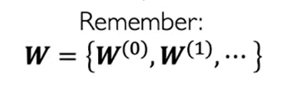 Remember:
W = {W⁽⁰⁾, W⁽¹⁾, ⋯ }